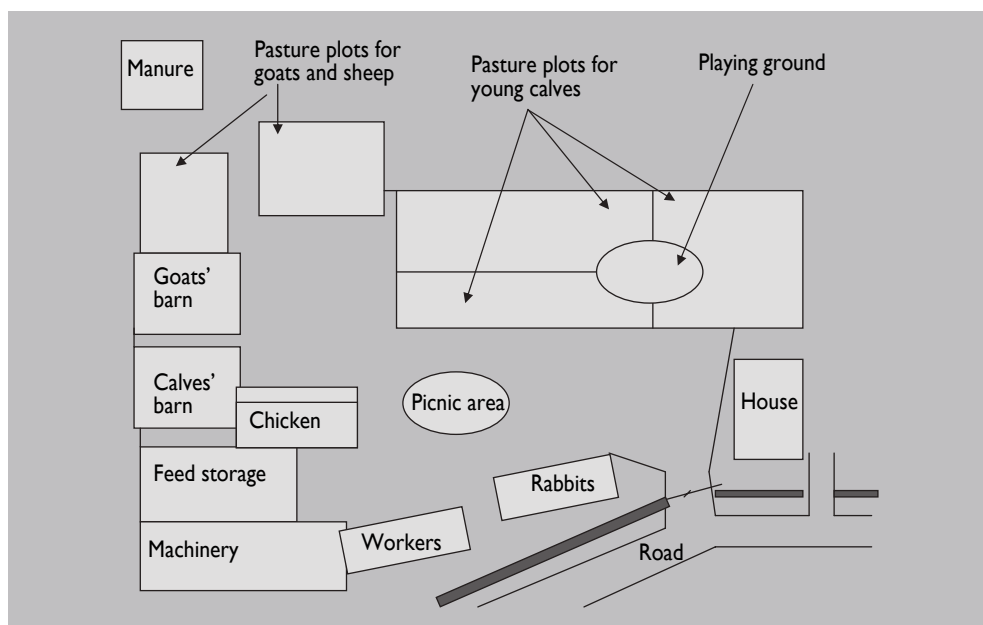 Manure
Pasture plots for
goats and sheep
Pasture plots for
young calves
Playing ground
Goats’
barn
Calves’
barn
Chicken
Picnic area
House
Feed storage
Rabbits
Machinery
Workers
Road